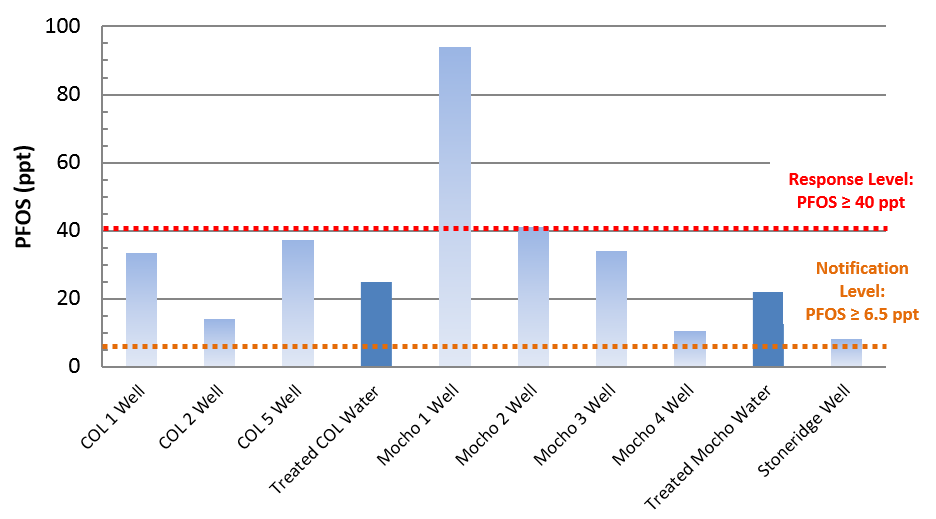 100
80
60
40
20
0
PFOS (ppt)
Response Level:
PFOS ≥ 40 ppt
Notification
Level:
PFOS ≥ 6.5 ppt
COL 1 Well
COL 2 Well
COL 5 Well
Treated COL Water
Mocho 1 Well
Mocho 2 Well
Mocho 3 Well
Mocho 4 Well
Treated Mocho Water
Stoneridge Well